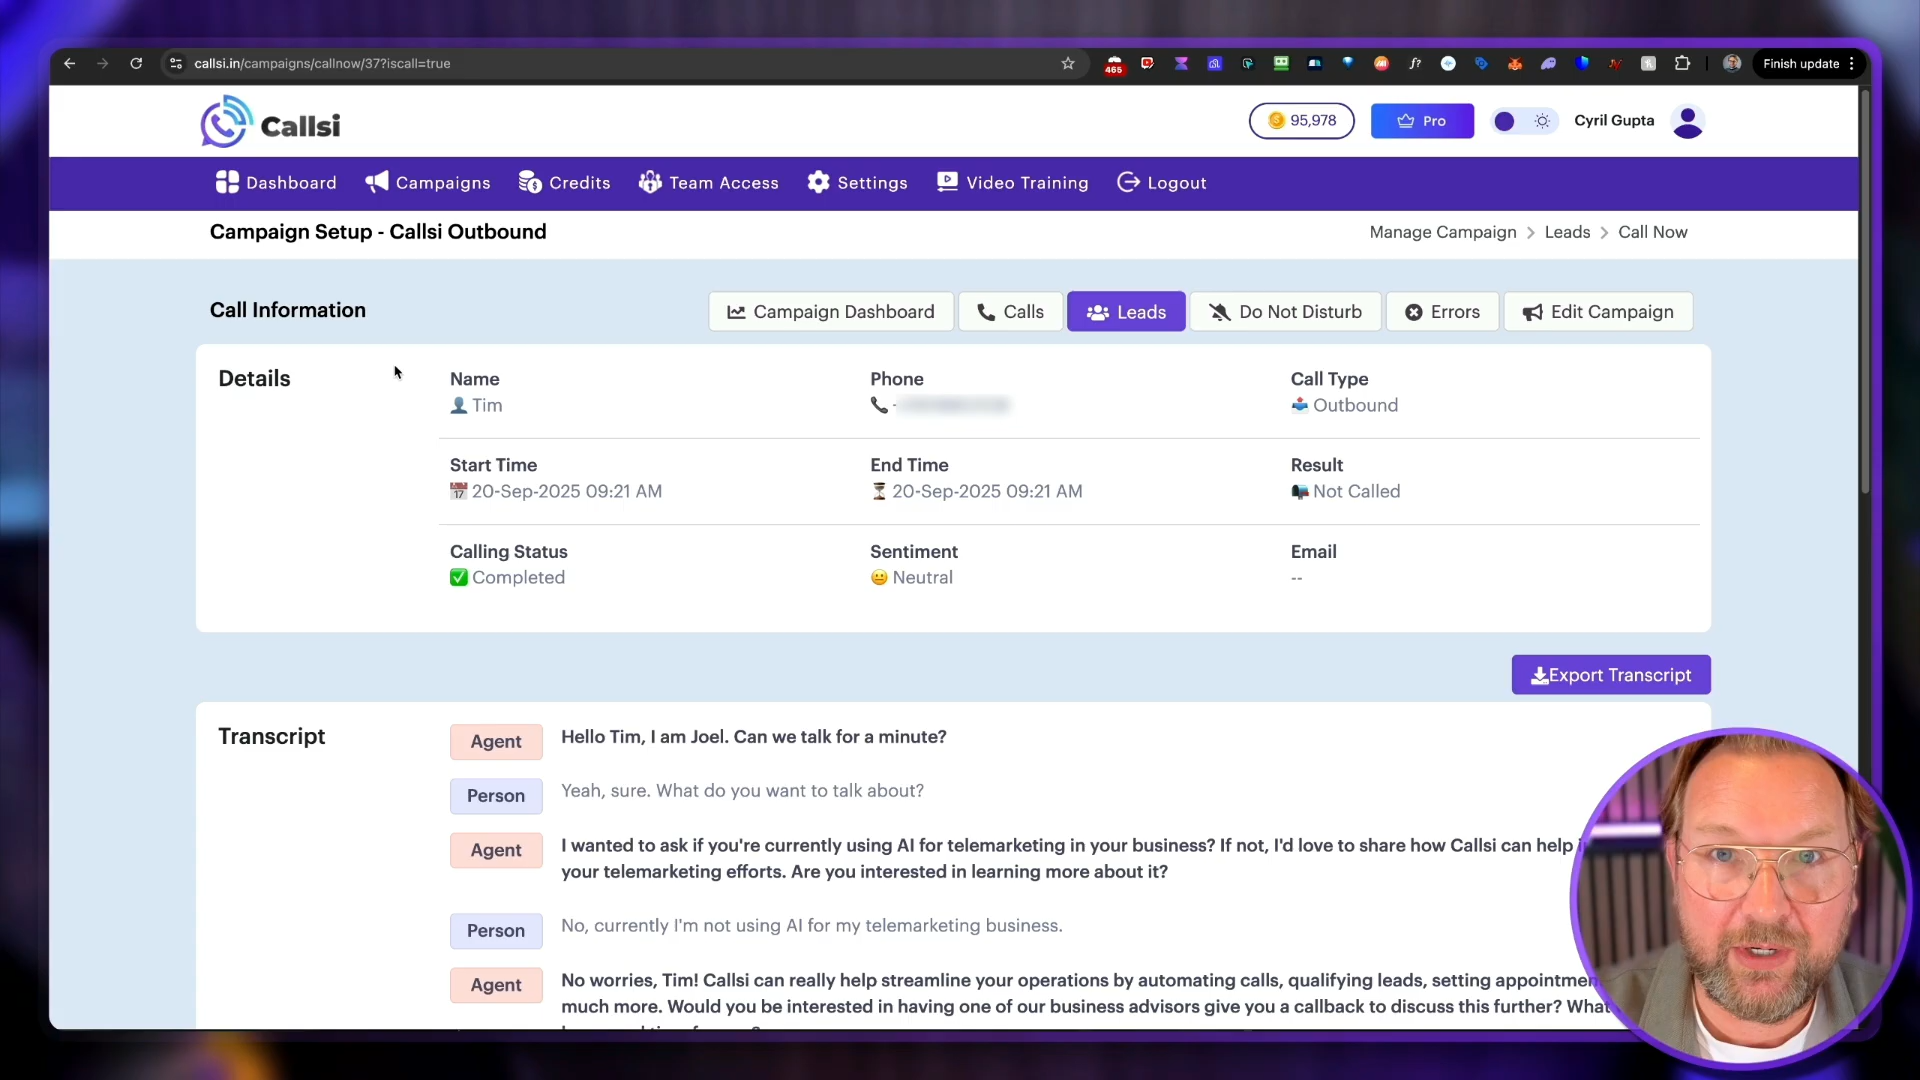 callsi.in/campaigns/callnow/37?iscall=true
465
Finish update
Callsi
95,978
Pro
Cyril Gupta
Dashboard
Campaigns
Credits
Team Access
Settings
Video Training
Logout
Campaign Setup - Callsi Outbound
Manage Campaign > Leads > Call Now
Call Information
Campaign Dashboard
Calls
Leads
Do Not Disturb
Errors
Edit Campaign
Details
Name
Phone
Call Type
Tim
Outbound
Start Time
End Time
Result
20-Sep-2025 09:21 AM
20-Sep-2025 09:21 AM
Not Called
Calling Status
Sentiment
Email
Completed
Neutral
--
Export Transcript
Transcript
Agent
Hello Tim, I am Joel. Can we talk for a minute?
Person
Yeah, sure. What do you want to talk about?
Agent
I wanted to ask if you're currently using AI for telemarketing in your business? If not, I'd love to share how Callsi can help
your telemarketing efforts. Are you interested in learning more about it?
Person
No, currently I'm not using AI for my telemarketing business.
Agent
No worries, Tim! Callsi can really help streamline your operations by automating calls, qualifying leads, setting
much more. Would you be interested in having one of our business advisors give you a callback to discuss this further? What